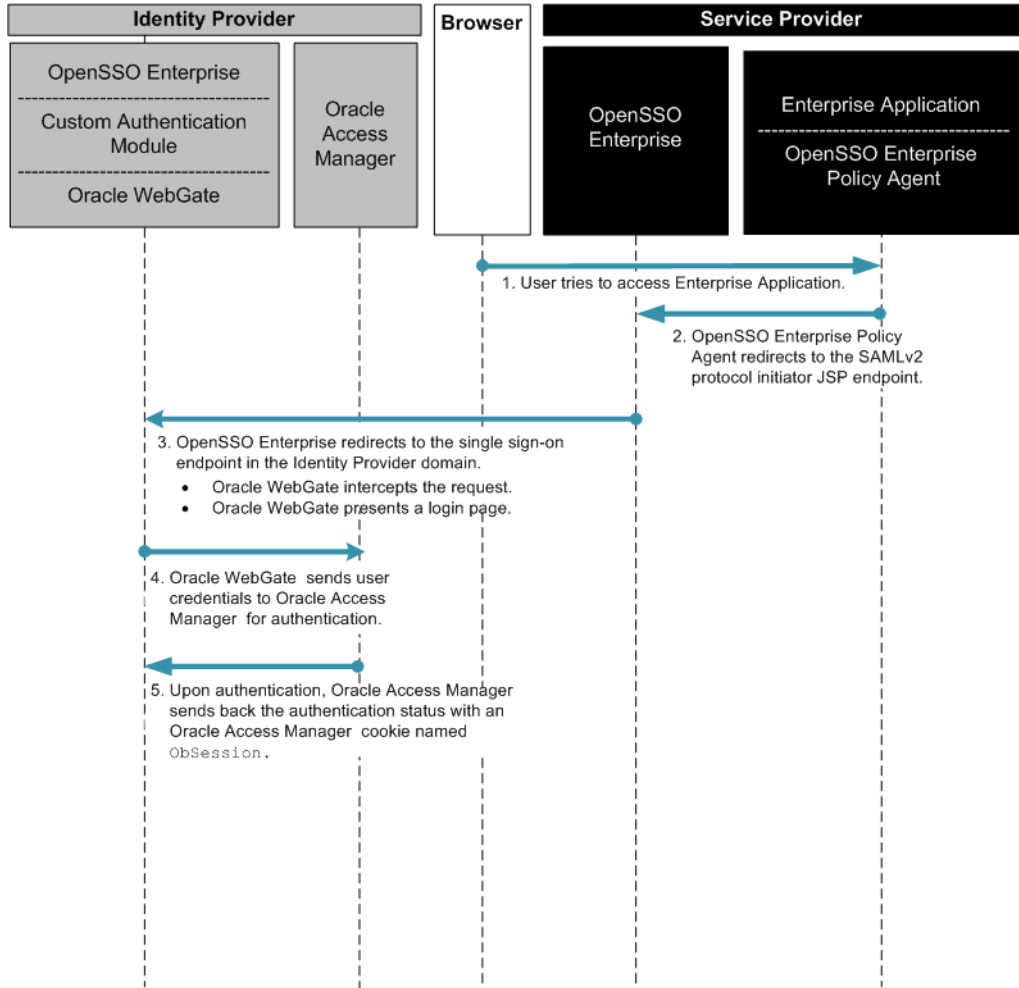 Identity Provider
Browser
Service Provider
OpenSSO Enterprise
Custom Authentication
Module
Oracle WebGate
Oracle
Access
Manager
OpenSSO
Enterprise
Enterprise Application
OpenSSO Enterprise
Policy Agent
1. User tries to access Enterprise Application.
2. OpenSSO Enterprise Policy
Agent redirects to the SAMLv2
protocol initiator JSP endpoint.
3. OpenSSO Enterprise redirects to the single sign-on
endpoint in the Identity Provider domain.
• Oracle WebGate intercepts the request.
• Oracle WebGate presents a login page.
4. Oracle WebGate sends user
credentials to Oracle Access
Manager for authentication.
5. Upon authentication, Oracle Access Manager
sends back the authentication status with an
Oracle Access Manager cookie named
ObSession.